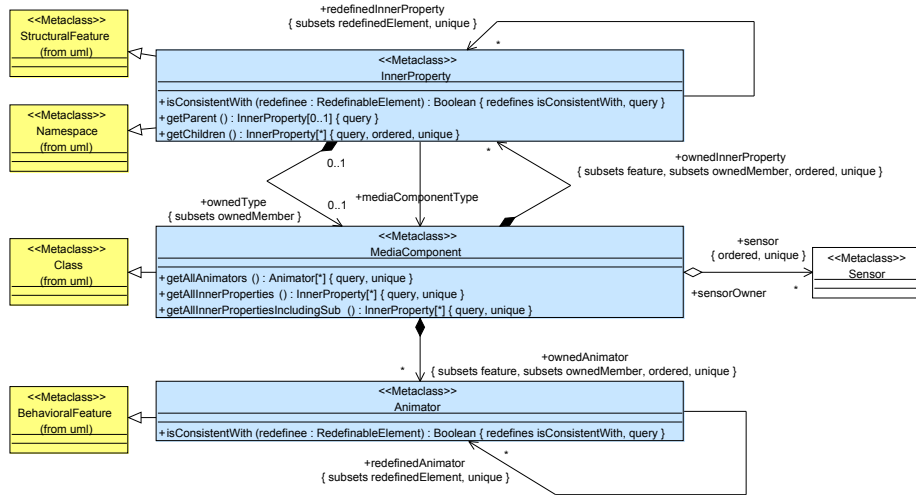 +redefinedInnerProperty
{ subsets redefinedElement, unique }
*
<<Metaclass>>
StructuralFeature
(from uml)
<<Metaclass>>
InnerProperty
+isConsistentWith (redefinee : RedefinableElement) : Boolean { redefines isConsistentWith, query }
+getParent () : InnerProperty[0..1] { query }
+getChildren () : InnerProperty[*] { query, ordered, unique }
<<Metaclass>>
Namespace
(from uml)
0..1
*
+ownedInnerProperty
{ subsets feature, subsets ownedMember, ordered, unique }
+ownedType
{ subsets ownedMember }
0..1
+mediaComponentType
<<Metaclass>>
Class
(from uml)
<<Metaclass>>
MediaComponent
+getAllAnimators () : Animator[*] { query, unique }
+getAllInnerProperties () : InnerProperty[*] { query, unique }
+getAllInnerPropertiesIncludingSub () : InnerProperty[*] { query, unique }
+sensor
{ ordered, unique }
+sensorOwner
*
<<Metaclass>>
Sensor
+ownedAnimator
{ subsets feature, subsets ownedMember, ordered, unique }
*
<<Metaclass>>
BehavioralFeature
(from uml)
<<Metaclass>>
Animator
+isConsistentWith (redefinee : RedefinableElement) : Boolean { redefines isConsistentWith, query }
*
+redefinedAnimator
{ subsets redefinedElement, unique }